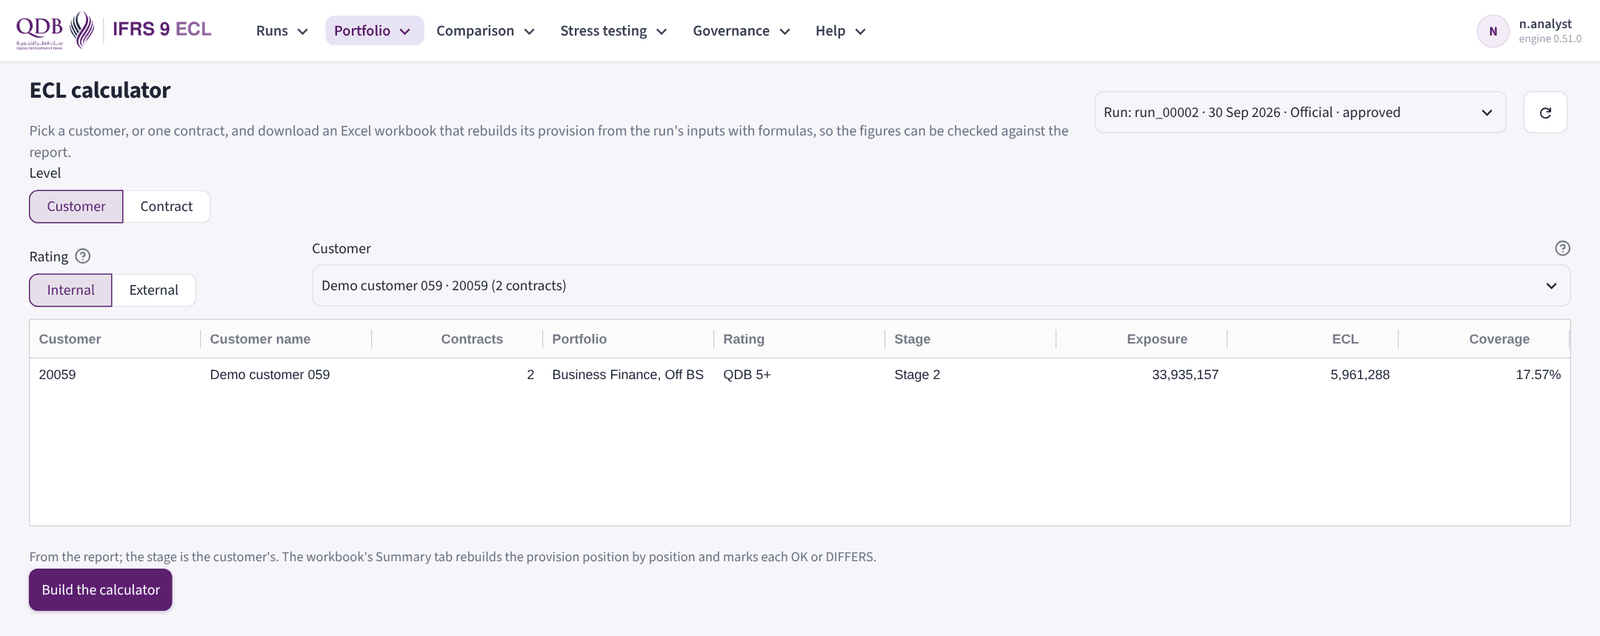 QDB
IFRS 9 ECL
Runs
Portfolio
Comparison
Stress testing
Governance
Help
N
n.analyst
engine 0.51.0
ECL calculator
Pick a customer, or one contract, and download an Excel workbook that rebuilds its provision from the run's inputs with formulas, so the figures can be checked against the
report.
Run: run_00002 · 30 Sep 2026 · Official · approved
Level
Customer Contract
Rating
Internal External
Customer
Demo customer 059 · 20059 (2 contracts)
Customer Customer name Contracts Portfolio Rating Stage Exposure ECL Coverage
20059 Demo customer 059 2 Business Finance, Off BS QDB 5+ Stage 2 33,935,157 5,961,288 17.57%
From the report; the stage is the customer's. The workbook's Summary tab rebuilds the provision position by position and marks each OK or DIFFERS.
Build the calculator